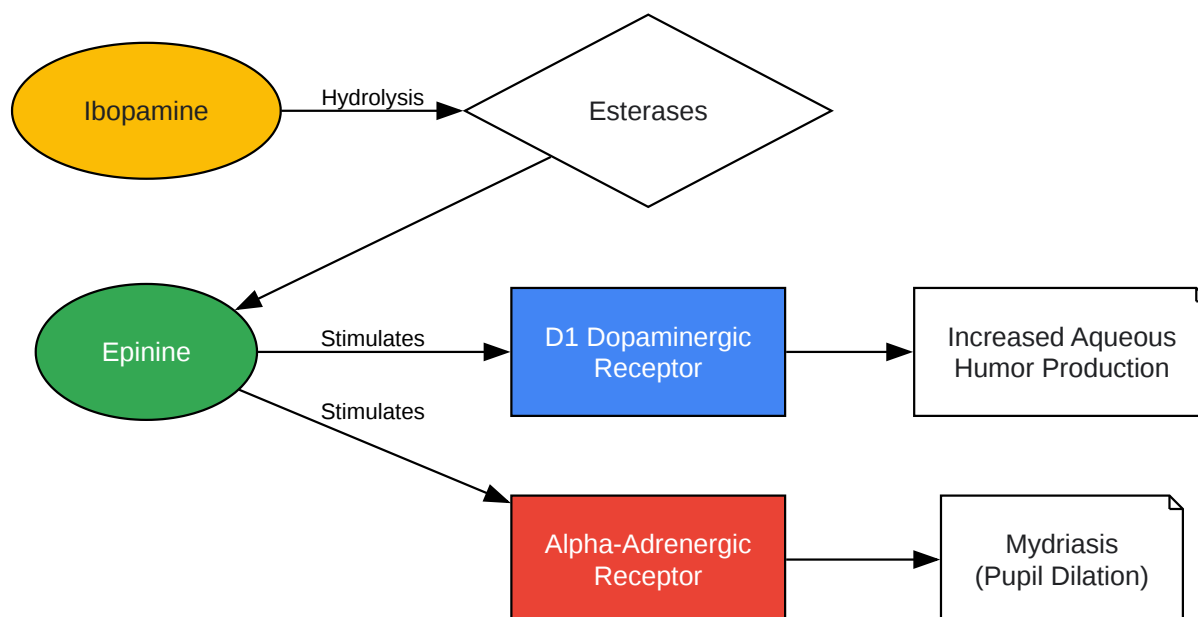 Ibopamine
Hydrolysis
Esterases
Epinine
Stimulates
D1 Dopaminergic
Receptor
Increased Aqueous
Humor Production
Stimulates
Alpha-Adrenergic
Receptor
Mydriasis
(Pupil Dilation)